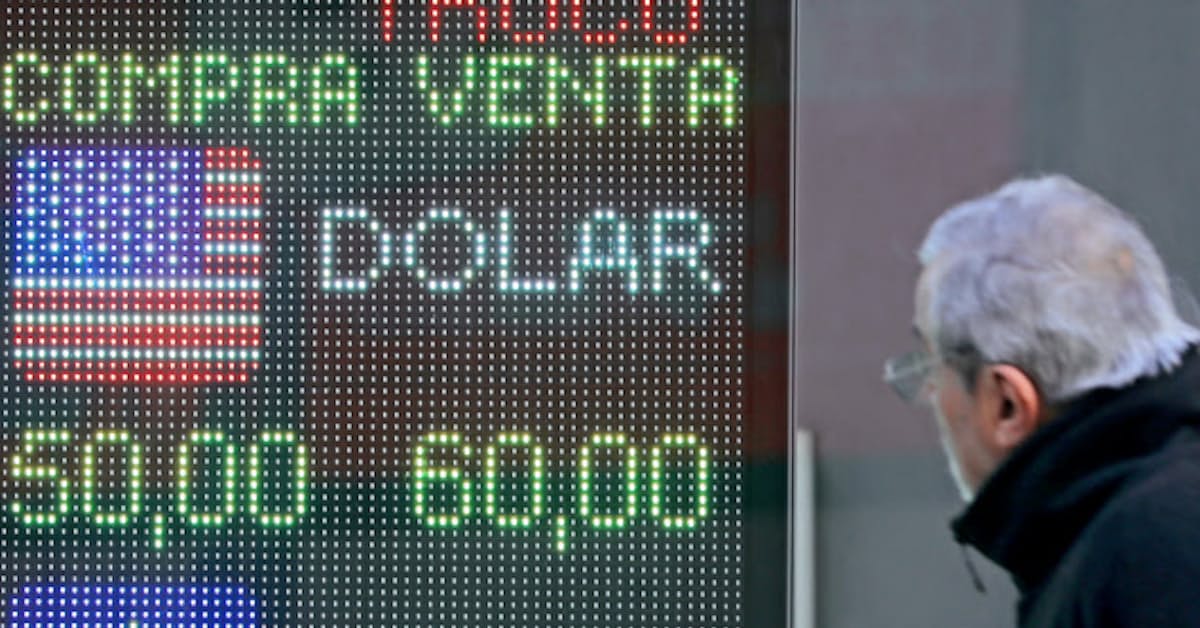 COMPRA VENTA
DOLAR
50,00 60,00